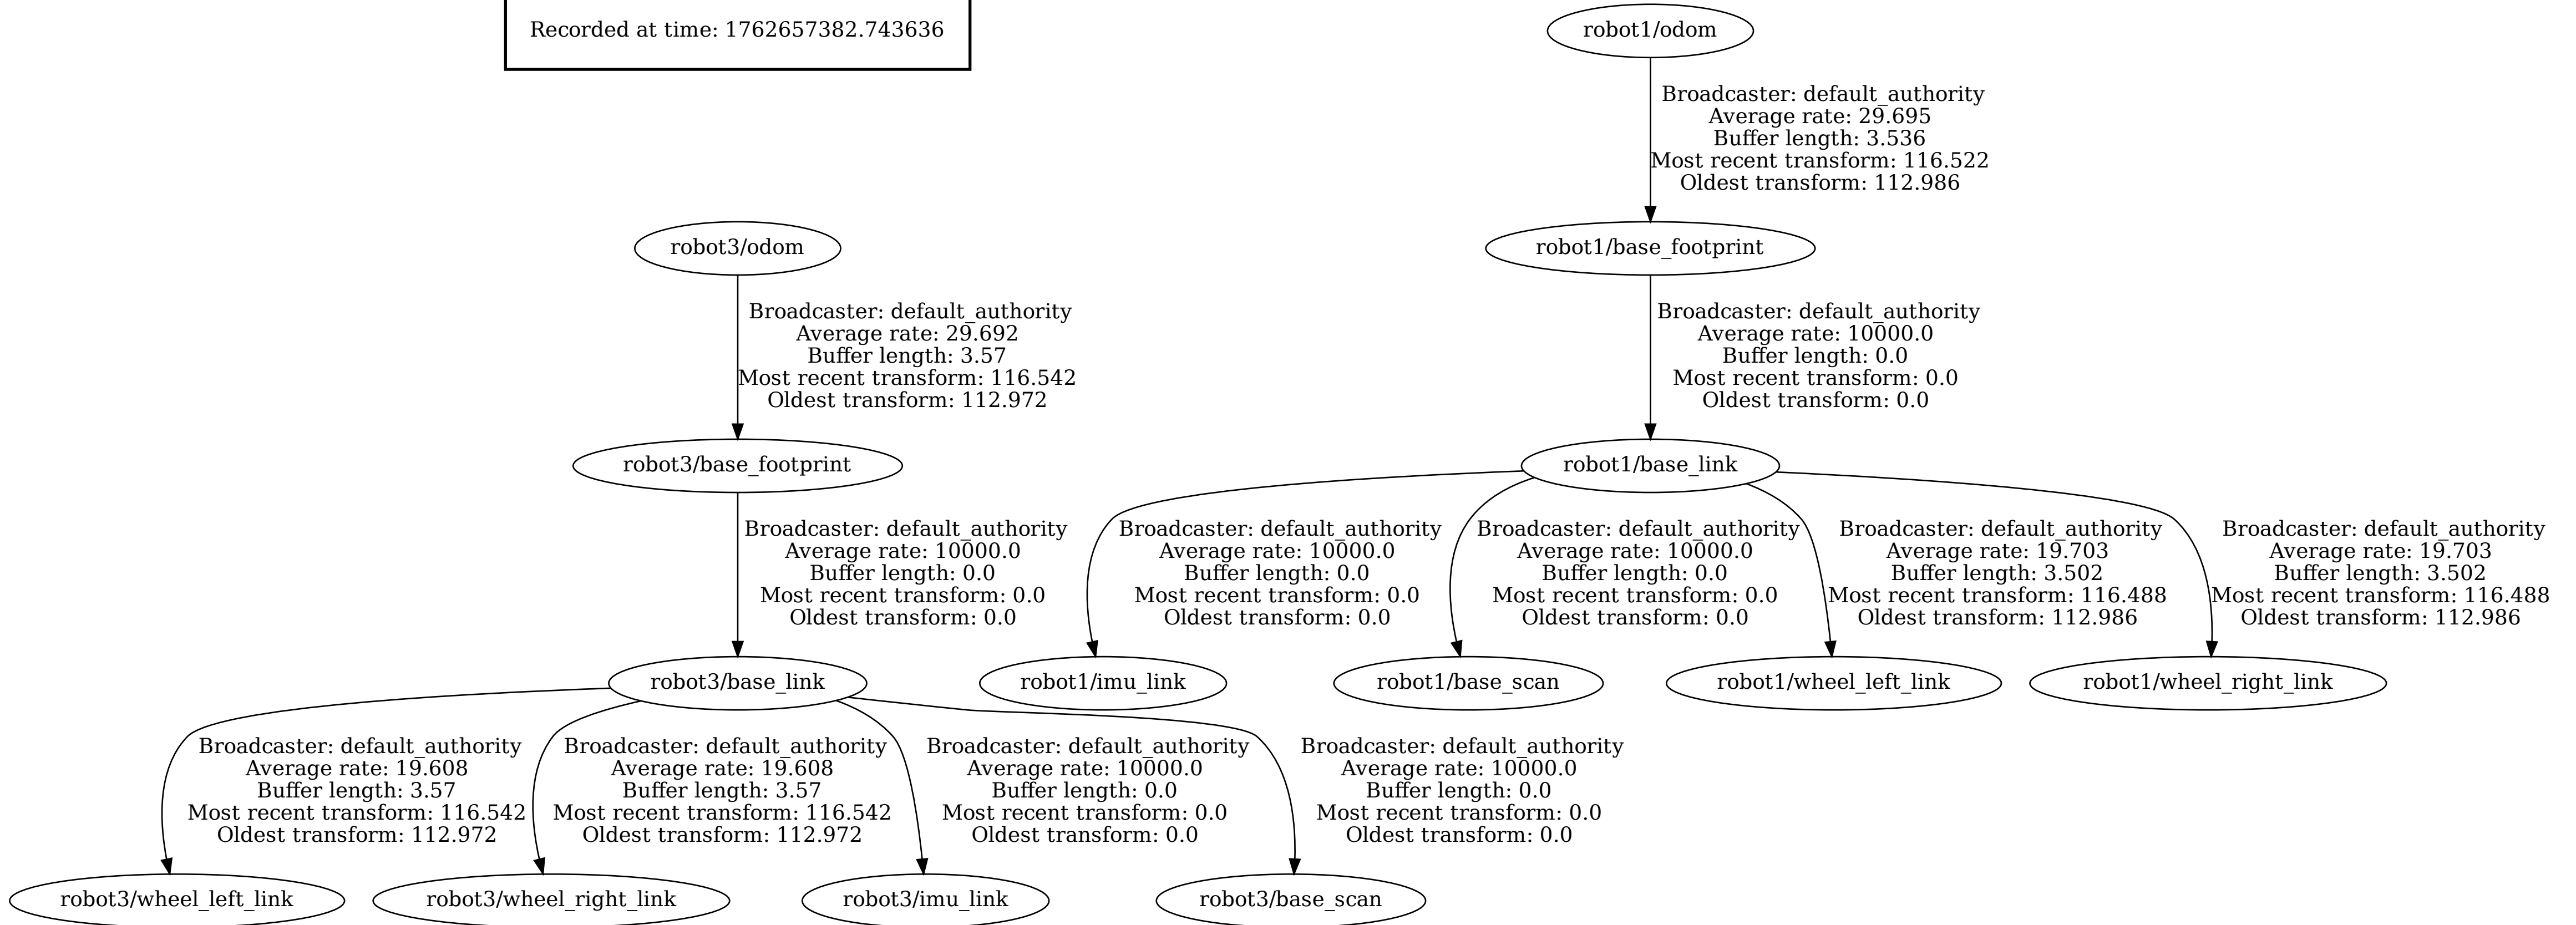 Recorded at time: 1762657382.743636
robot1/odom
Broadcaster: default_authority
Average rate: 29.695
Buffer length: 3.536
Most recent transform: 116.522
Oldest transform: 112.986
robot3/odom
robot1/base_footprint
Broadcaster: default_authority
Average rate: 29.692
Buffer length: 3.57
Most recent transform: 116.542
Oldest transform: 112.972
Broadcaster: default_authority
Average rate: 10000.0
Buffer length: 0.0
Most recent transform: 0.0
Oldest transform: 0.0
robot3/base_footprint
robot1/base_link
Broadcaster: default_authority
Average rate: 10000.0
Buffer length: 0.0
Most recent transform: 0.0
Oldest transform: 0.0
Broadcaster: default_authority
Average rate: 10000.0
Buffer length: 0.0
Most recent transform: 0.0
Oldest transform: 0.0
Broadcaster: default_authority
Average rate: 10000.0
Buffer length: 0.0
Most recent transform: 0.0
Oldest transform: 0.0
Broadcaster: default_authority
Average rate: 19.703
Buffer length: 3.502
Most recent transform: 116.488
Oldest transform: 112.986
Broadcaster: default_authority
Average rate: 19.703
Buffer length: 3.502
Most recent transform: 116.488
Oldest transform: 112.986
robot3/base_link
robot1/imu_link
robot1/base_scan
robot1/wheel_left_link
robot1/wheel_right_link
Broadcaster: default_authority
Average rate: 19.608
Buffer length: 3.57
Most recent transform: 116.542
Oldest transform: 112.972
Broadcaster: default_authority
Average rate: 19.608
Buffer length: 3.57
Most recent transform: 116.542
Oldest transform: 112.972
Broadcaster: default_authority
Average rate: 10000.0
Buffer length: 0.0
Most recent transform: 0.0
Oldest transform: 0.0
Broadcaster: default_authority
Average rate: 10000.0
Buffer length: 0.0
Most recent transform: 0.0
Oldest transform: 0.0
robot3/wheel_left_link
robot3/wheel_right_link
robot3/imu_link
robot3/base_scan